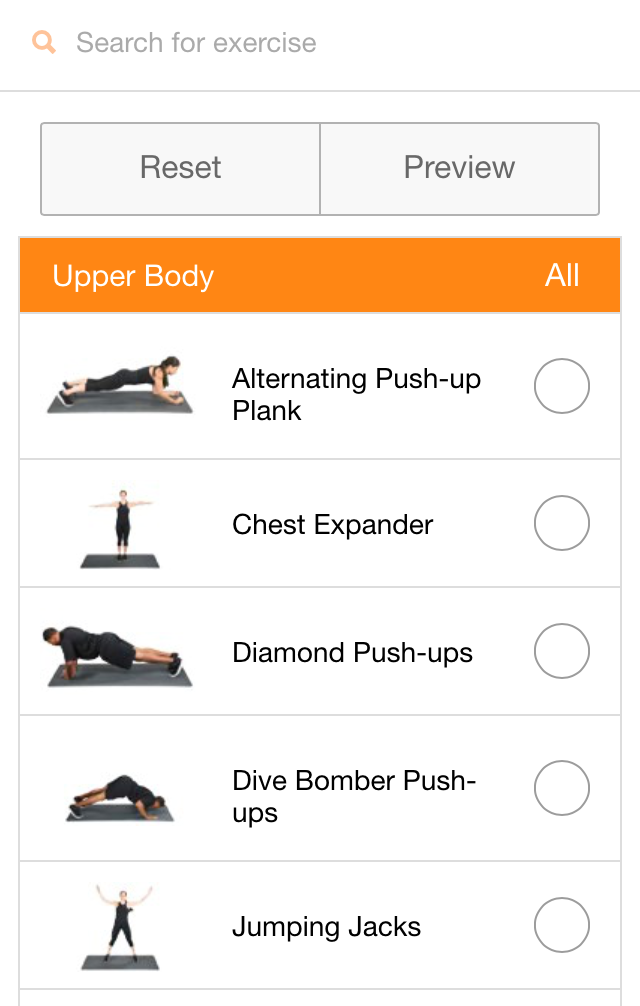 Search for exercise
Reset Preview
Upper Body All
Alternating Push-up
Plank
Chest Expander
Diamond Push-ups
Dive Bomber Push-
ups
Jumping Jacks